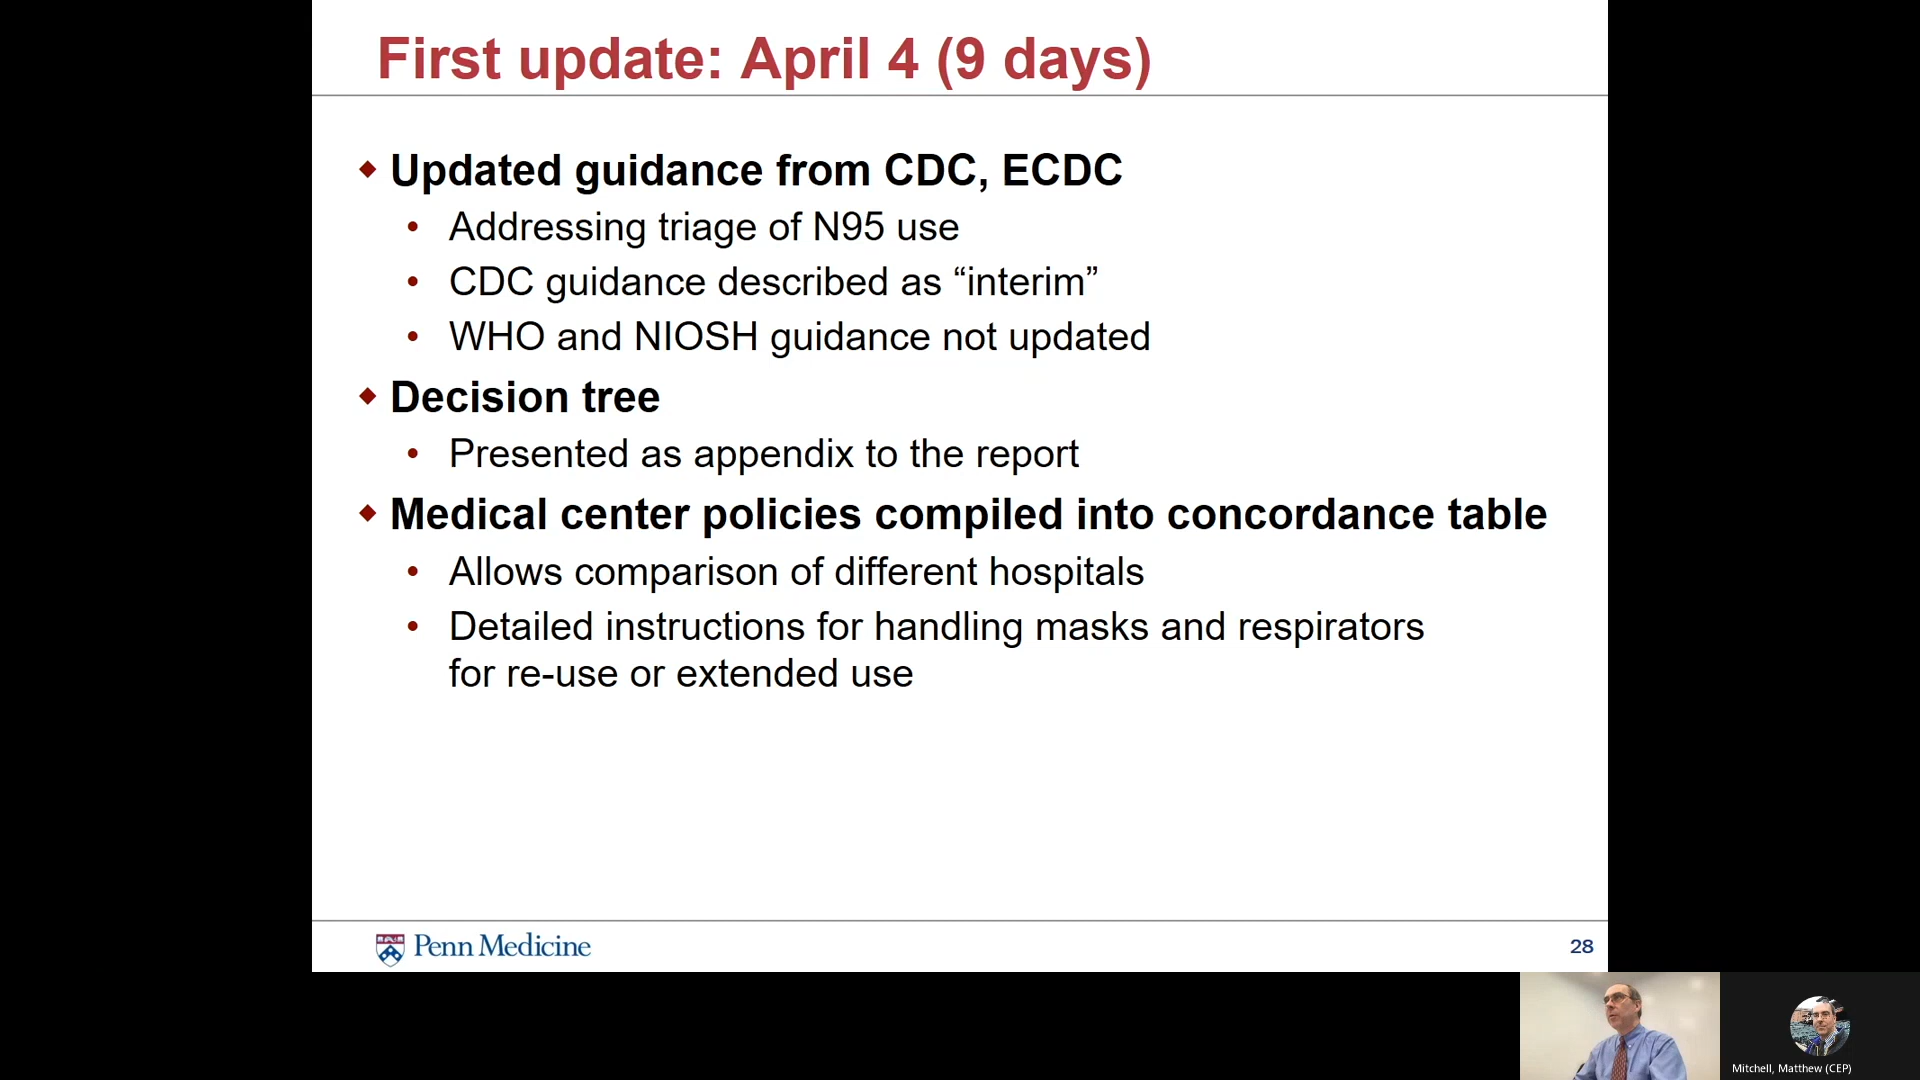 First update: April 4 (9 days)
Updated guidance from CDC, ECDC
Addressing triage of N95 use
CDC guidance described as “interim”
WHO and NIOSH guidance not updated
Decision tree
Presented as appendix to the report
Medical center policies compiled into concordance table
Allows comparison of different hospitals
Detailed instructions for handling masks and respirators
for re-use or extended use
Penn Medicine
28
Mitchell, Matthew (CEP)